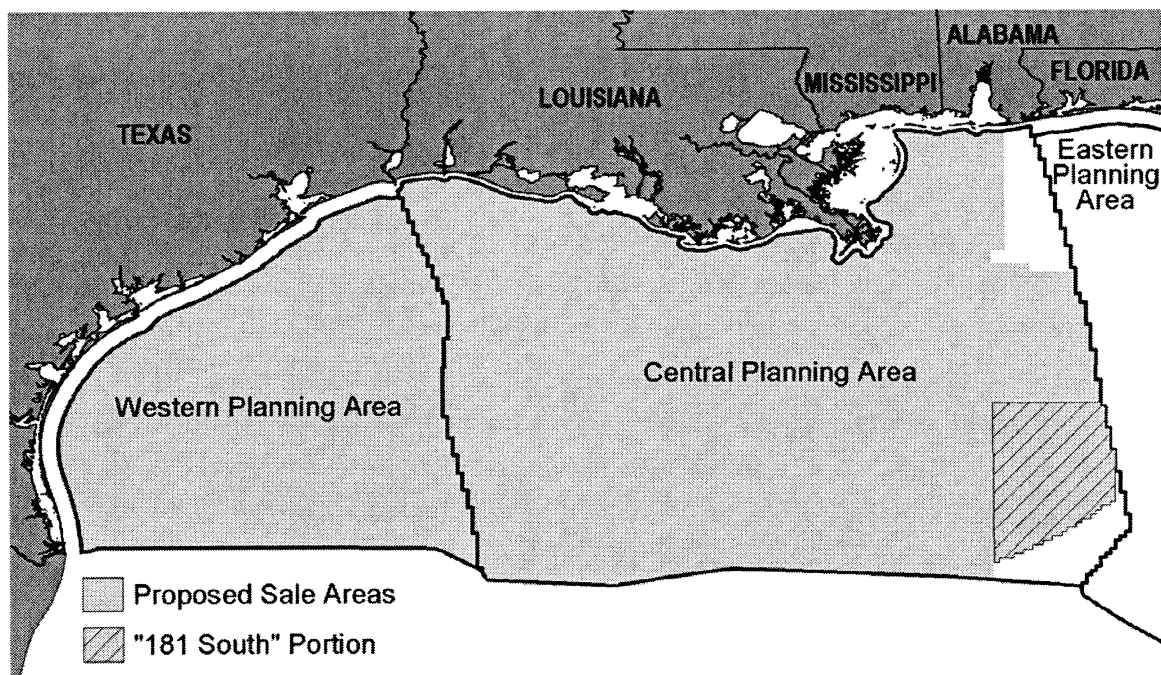 ALABAMA
FLORIDA
MISSISSIPPI
LOUISIANA
TEXAS
Eastern
Planning
Area
Central Planning Area
Western Planning Area
Proposed Sale Areas
"181 South" Portion